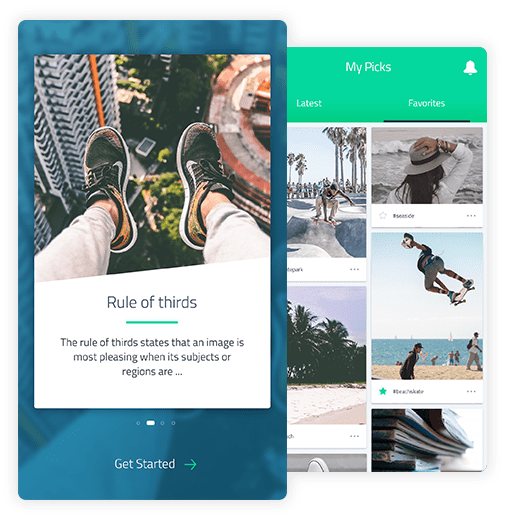 Rule of thirds
The rule of thirds states that an image is
most pleasing when its subjects or
regions are ...
Get Started
My Picks
Latest
Favorites
#seaside
#beachskate